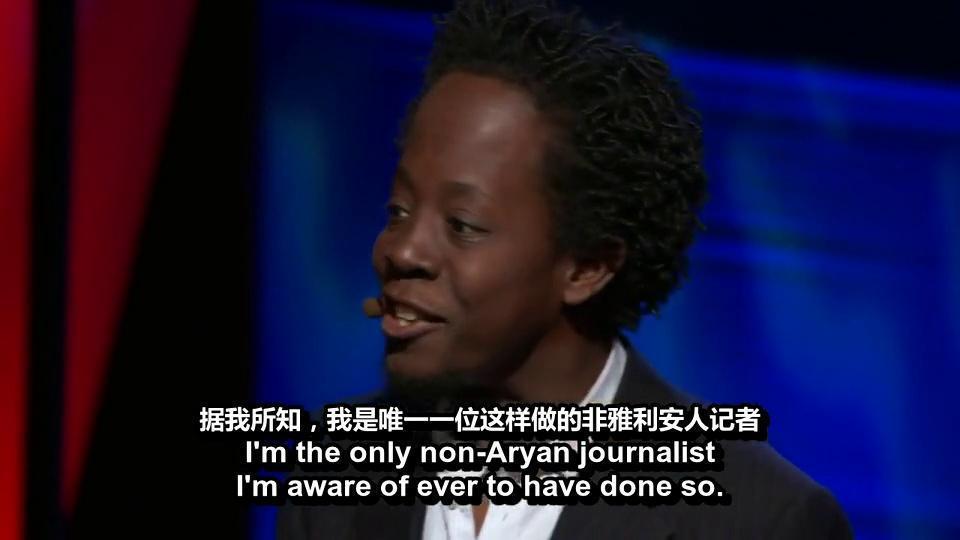 据我所知，我是唯一一位这样做的非雅利安人记者
I'm the only non-Aryan journalist
I'm aware of ever to have done so.